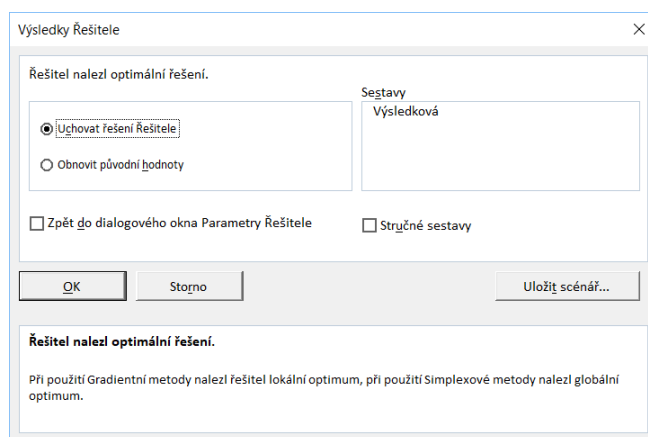 Výsledky Řešitele
Řešitel nalezl optimální řešení.
Sestavy
Výsledková
Uchovat řešení Řešitele
Obnovit původní hodnoty
Zpět do dialogového okna Parametry Řešitele
Stručné sestavy
OK
Storno
Uložit scénář...
Řešitel nalezl optimální řešení.
Při použití Gradientní metody nalezl řešitel lokální optimum, při použití Simplexové metody nalezl globální
optimum.